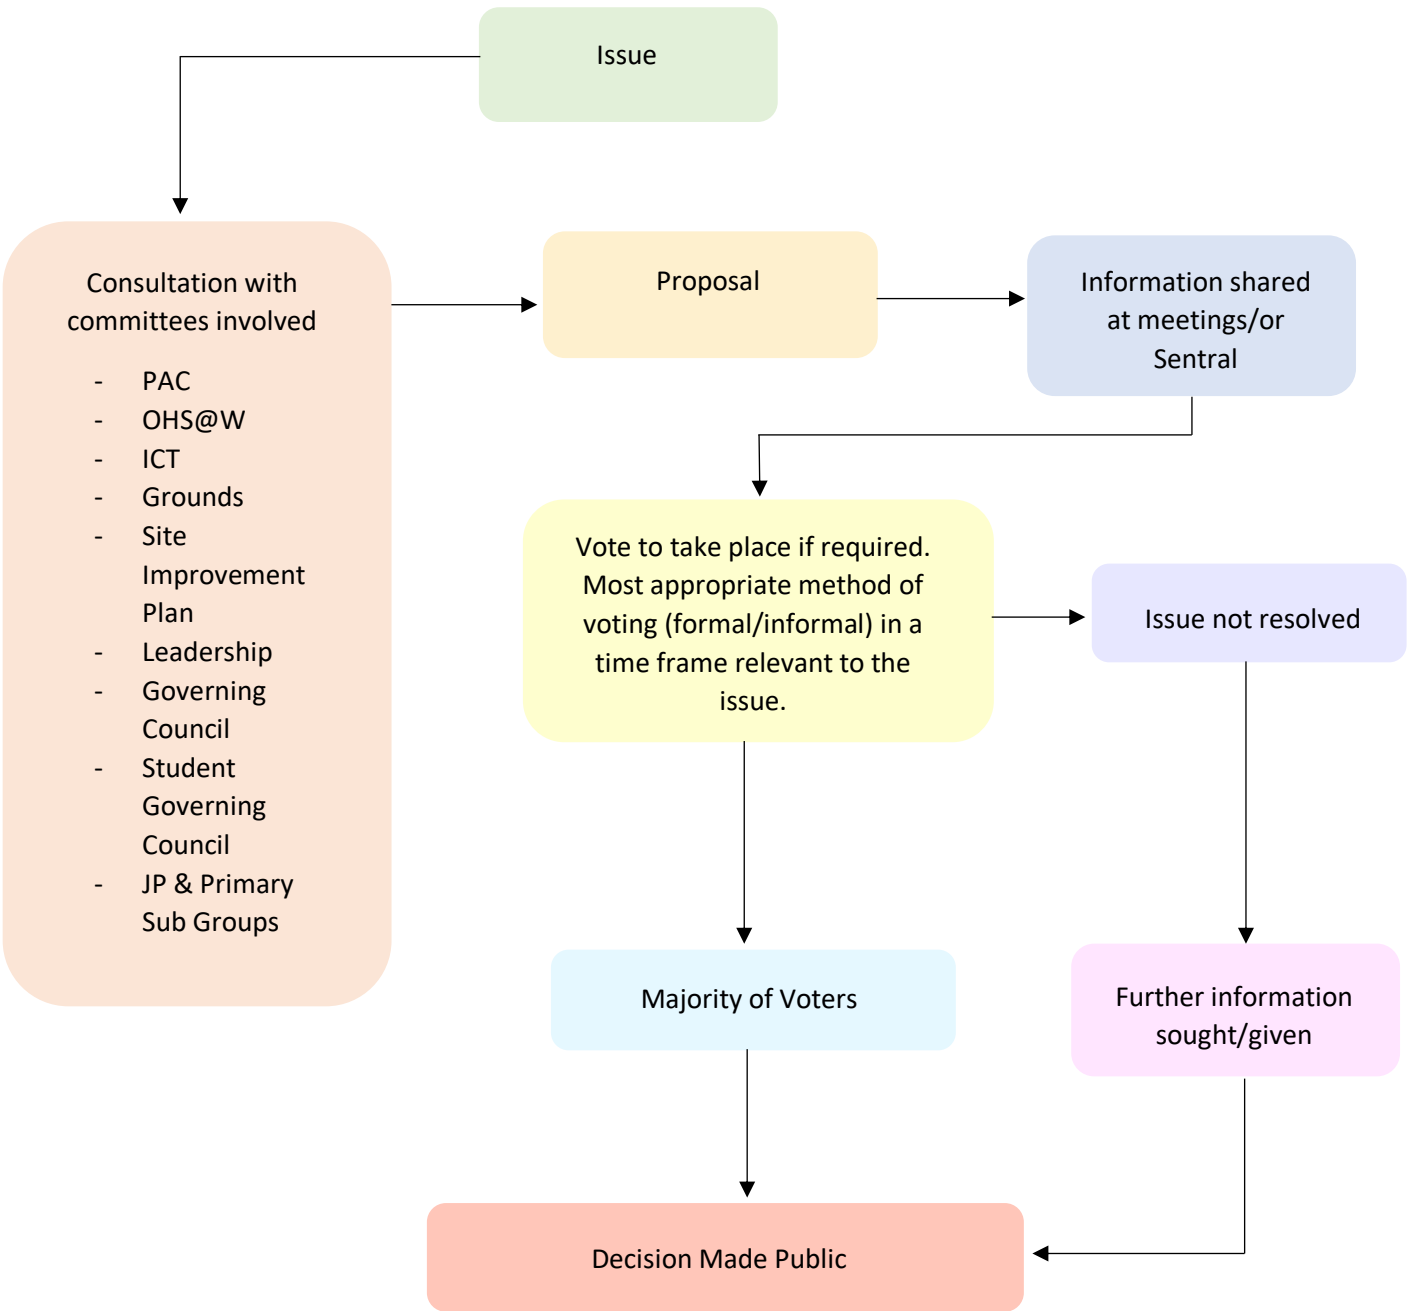 Issue
Consultation with
committees involved
- PAC
- OHS@W
- ICT
- Grounds
- Site
Improvement
Plan
- Leadership
- Governing
Council
- Student
Governing
Council
- JP & Primary
Sub Groups
Proposal
Information shared
at meetings/or
Sentral
Vote to take place if required.
Most appropriate method of
voting (formal/informal) in a
time frame relevant to the
issue.
Issue not resolved
Majority of Voters
Further information
sought/given
Decision Made Public